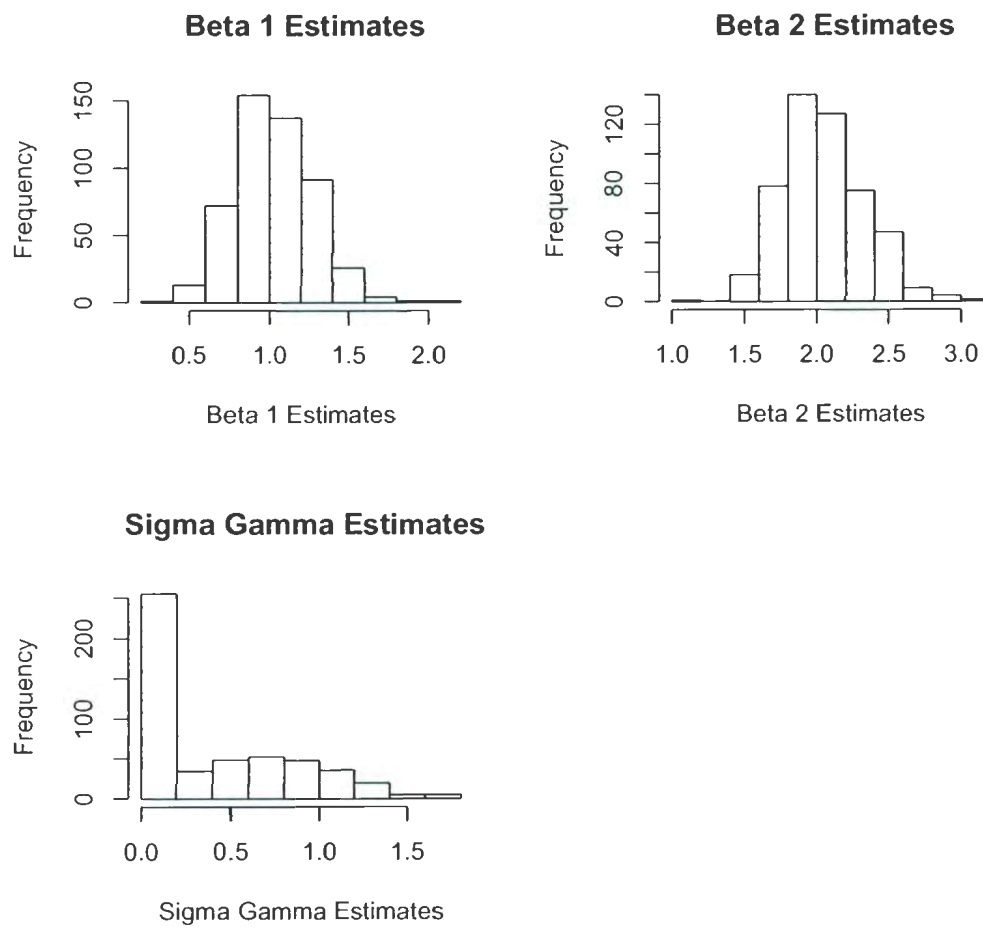 Beta 1 Estimates
Frequency
0 50 100 150
0.5 1.0 1.5 2.0
Beta 1 Estimates
Beta 2 Estimates
Frequency
0 40 80 120
1.0 1.5 2.0 2.5 3.0
Beta 2 Estimates
Sigma Gamma Estimates
Frequency
0 100 200
0.0 0.5 1.0 1.5
Sigma Gamma Estimates